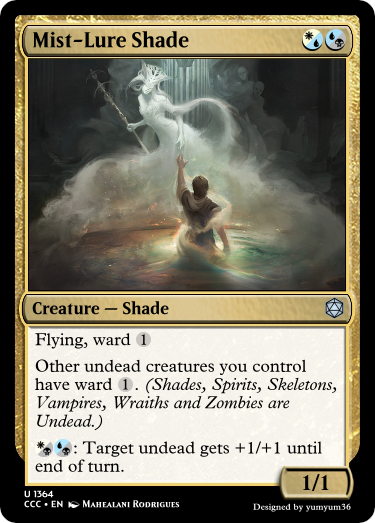 Mist-Lure Shade
Creature — Shade
Flying, ward 1
Other undead creatures you control
have ward 1. (Shades, Spirits, Skeletons,
Vampires, Wraiths and Zombies are
Undead.)
: Target undead gets +1/+1 until
end of turn.
1/1
U 1364
CCC • EN Mahealani Rodrigues
Designed by yumyum36